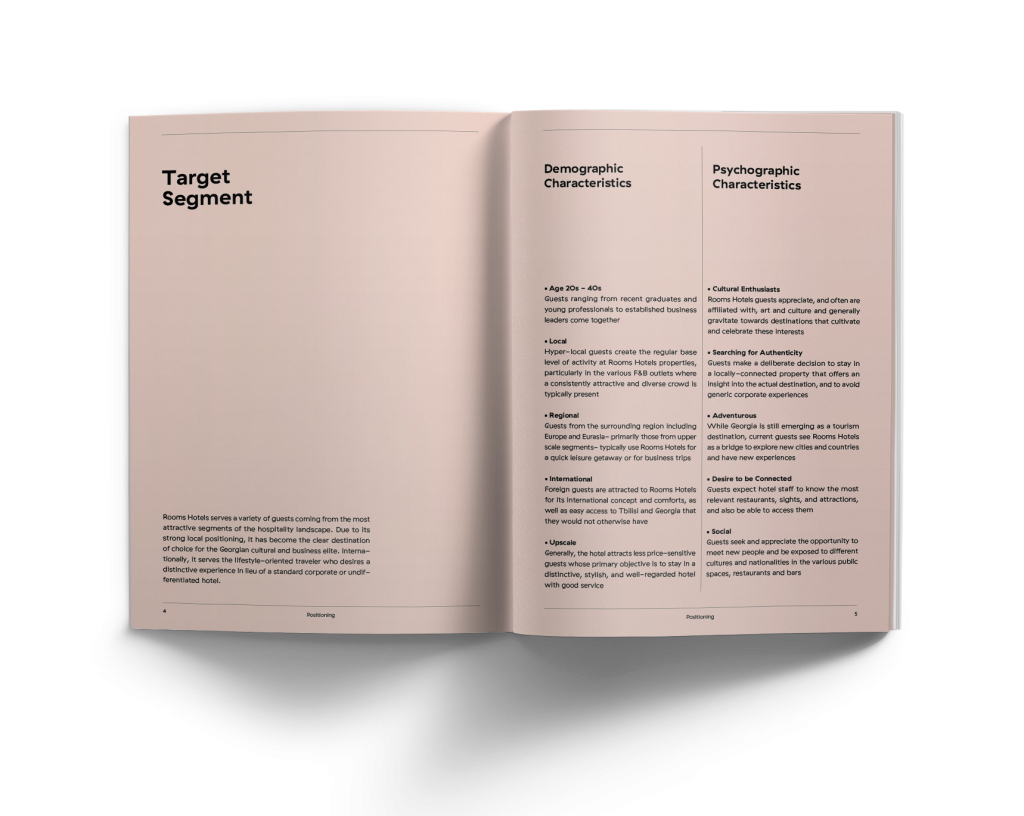 Target
Segment
Rooms Hotels serves a variety of guests coming from the most
attractive segments of the hospitality landscape. Due to its
strong local positioning, it has become the clear destination
of choice for the Georgian cultural and business elite. Interna-
tionally, it serves the lifestyle-oriented traveler who desires a
distinctive experience in lieu of a standard corporate or undif-
ferentiated hotel.
4
Positioning
Demographic
Characteristics
• Age 20s - 40s
Guests ranging from recent graduates and
young professionals to established business
leaders come together
• Local
Hyper-local guests create the regular base
level of activity at Rooms Hotels properties,
particularly in the various F&B outlets where
a consistently attractive and diverse crowd is
typically present
• Regional
Guests from the surrounding region including
Europe and Eurasia- primarily those from upper
scale segments- typically use Rooms Hotels for
a quick leisure getaway or for business trips
• International
Foreign guests are attracted to Rooms Hotels
for its international concept and comforts, as
well as easy access to Tbilisi and Georgia that
they would not otherwise have
• Upscale
Generally, the hotel attracts less price-sensitive
guests whose primary objective is to stay in a
distinctive, stylish, and well-regarded hotel
with good service
Psychographic
Characteristics
• Cultural Enthusiasts
Rooms Hotels guests appreciate, and often are
affiliated with, art and culture and generally
gravitate towards destinations that cultivate
and celebrate these interests
• Searching for Authenticity
Guests make a deliberate decision to stay in
a locally-connected property that offers an
insight into the actual destination, and to avoid
generic corporate experiences
• Adventurous
While Georgia is still emerging as a tourism
destination, current guests see Rooms Hotels
as a bridge to explore new cities and countries
and have new experiences
• Desire to be Connected
Guests expect hotel staff to know the most
relevant restaurants, sights, and attractions,
and also be able to access them
• Social
Guests seek and appreciate the opportunity to
meet new people and be exposed to different
cultures and nationalities in the various public
spaces, restaurants and bars
Positioning
5